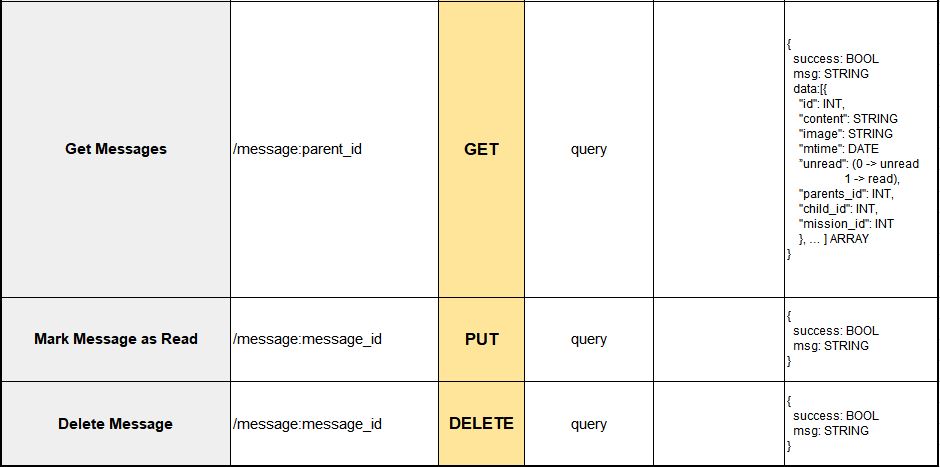 Get Messages
/message:parent_id
GET
query
{
success: BOOL
msg: STRING
data:[{
"id": INT,
"content": STRING
"image": STRING
"mtime": DATE
"unread": (0 -> unread
1 -> read),
"parents_id": INT,
"child_id": INT,
"mission_id": INT
}, ... ] ARRAY
}
Mark Message as Read
/message:message_id
PUT
query
{
success: BOOL
msg: STRING
}
Delete Message
/message:message_id
DELETE
query
{
success: BOOL
msg: STRING
}